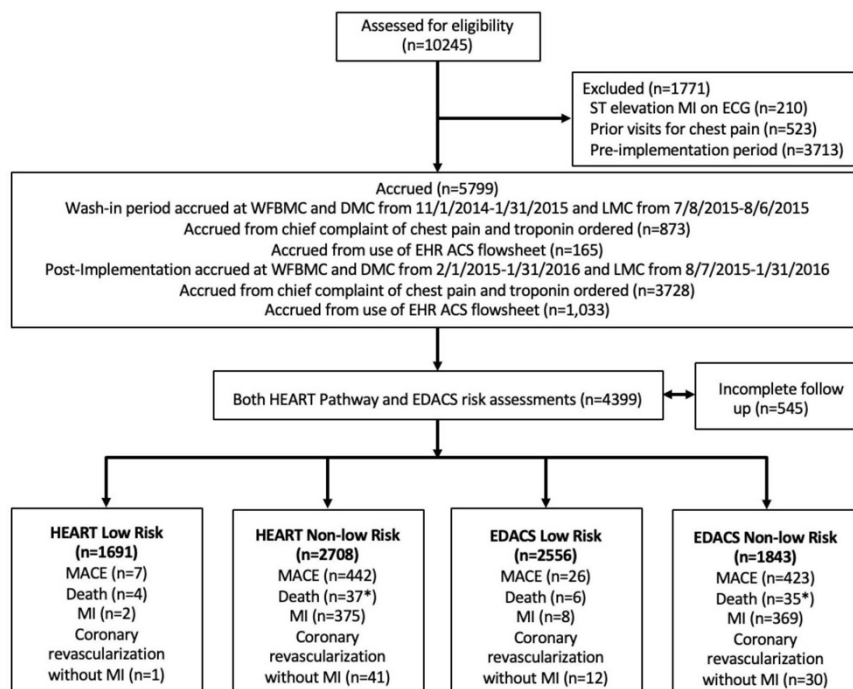 Assessed for eligibility
(n=10245)
Excluded (n=1771)
ST elevation MI on ECG (n=210)
Prior visits for chest pain (n=523)
Pre-implementation period (n=3713)
Accrued (n=5799)
Wash-in period accrued at WFBMC and DMC from 11/1/2014-1/31/2015 and LMC from 7/8/2015-8/6/2015
Accrued from chief complaint of chest pain and troponin ordered (n=873)
Accrued from use of EHR ACS flowsheet (n=165)
Post-Implementation accrued at WFBMC and DMC from 2/1/2015-1/31/2016 and LMC from 8/7/2015-1/31/2016
Accrued from chief complaint of chest pain and troponin ordered (n=3728)
Accrued from use of EHR ACS flowsheet (n=1,033)
Both HEART Pathway and EDACS risk assessments (n=4399)
Incomplete follow
up (n=545)
HEART Low Risk
(n=1691)
MACE (n=7)
Death (n=4)
MI (n=2)
Coronary
revascularization
without MI (n=1)
HEART Non-low Risk
(n=2708)
MACE (n=442)
Death (n=37*)
MI (n=375)
Coronary
revascularization
without MI (n=41)
EDACS Low Risk
(n=2556)
MACE (n=26)
Death (n=6)
MI (n=8)
Coronary
revascularization
without MI (n=12)
EDACS Non-low Risk
(n=1843)
MACE (n=423)
Death (n=35*)
MI (n=369)
Coronary
revascularization
without MI (n=30)